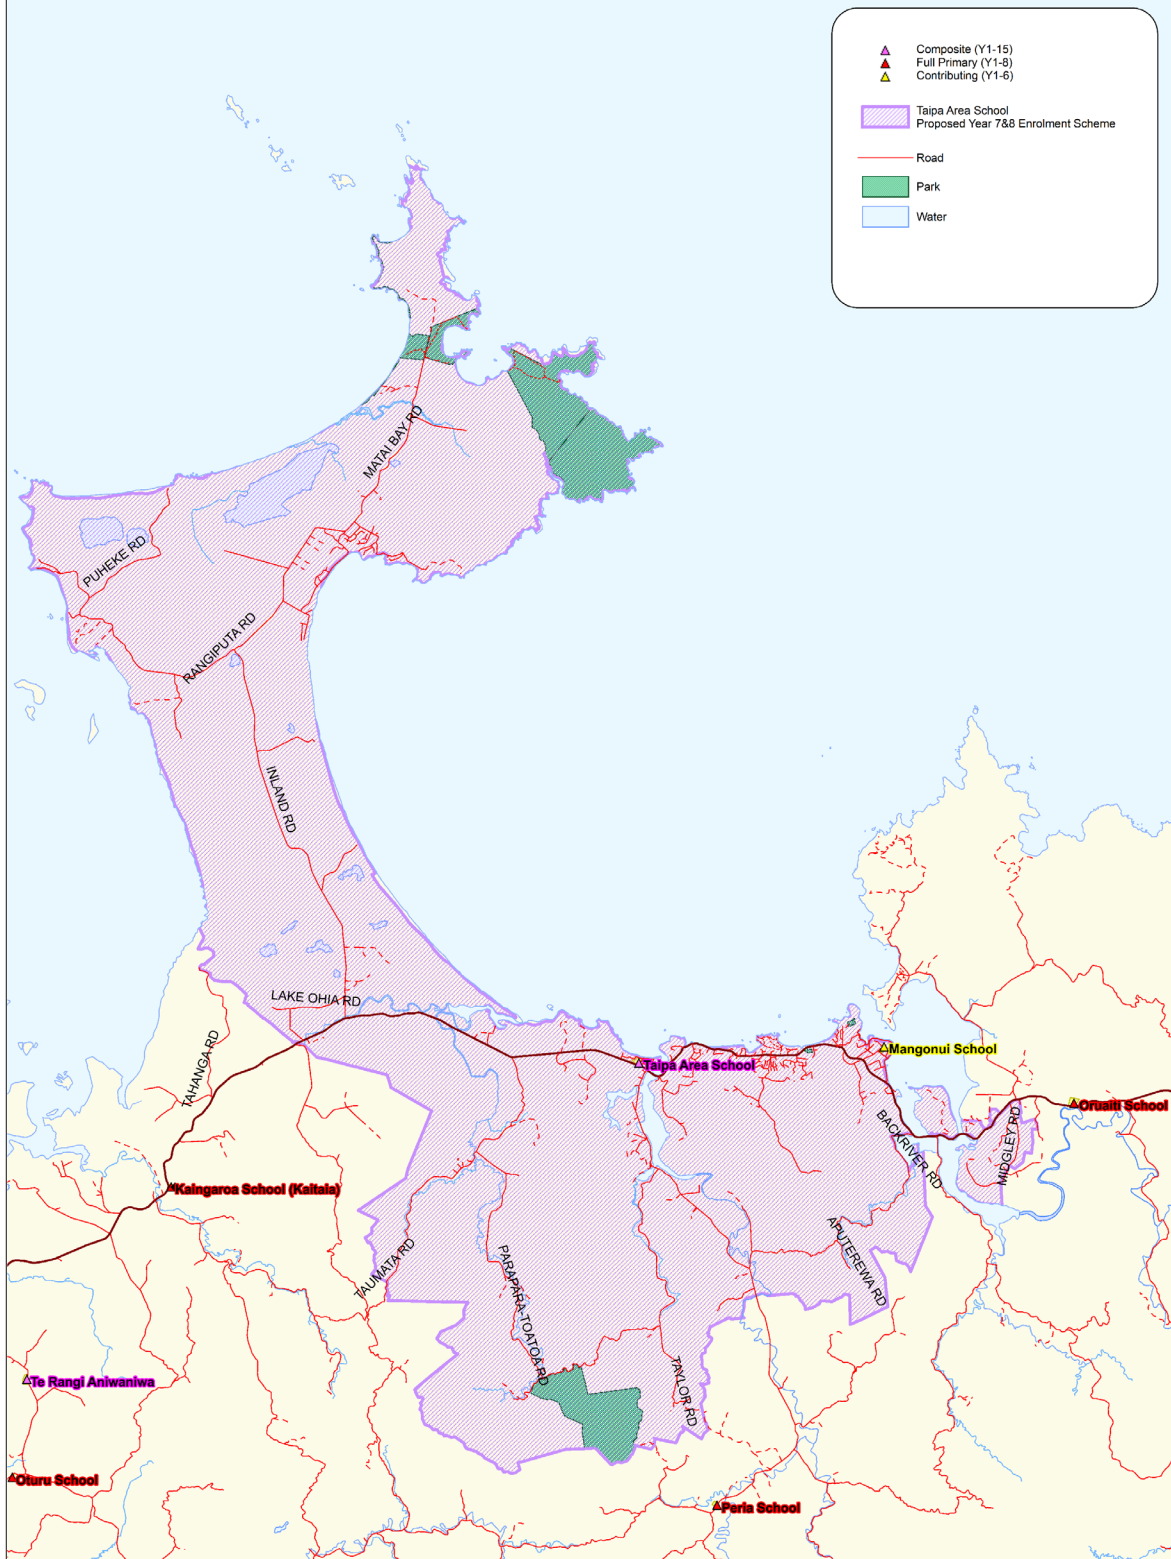 Composite (Y1-15)
Full Primary (Y1-8)
Contributing (Y1-6)
Taipa Area School
Proposed Year 7&8 Enrolment Scheme
Road
Park
Water
MATAI BAY RD
PUHEKE RD
RANGIPUTA RD
INLAND RD
LAKE OHIA RD
TAHANGA RD
Mangonui School
Taipa Area School
Oruaiti School
BACKRIVER RD
MIDGLEY RD
Kaingaroa School (Kaitaia)
TAUMATA RD
PARAPARA-TOATOA RD
APUTEREWA RD
TAYLOR RD
Te Rangi Aniwaniwa
Oturu School
Peria School